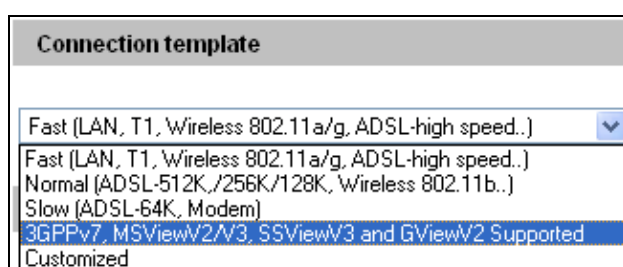 Connection template
Fast (LAN, T1, Wireless 802.11a/g, ADSL-high speed..)
Fast (LAN, T1, Wireless 802.11a/g, ADSL-high speed..)
Normal (ADSL-512K,/256K/128K, Wireless 802.11b..)
Slow (ADSL-64K, Modem)
3GPPv7, MSViewV2/V3, SSViewV3 and GViewV2 Supported
Customized